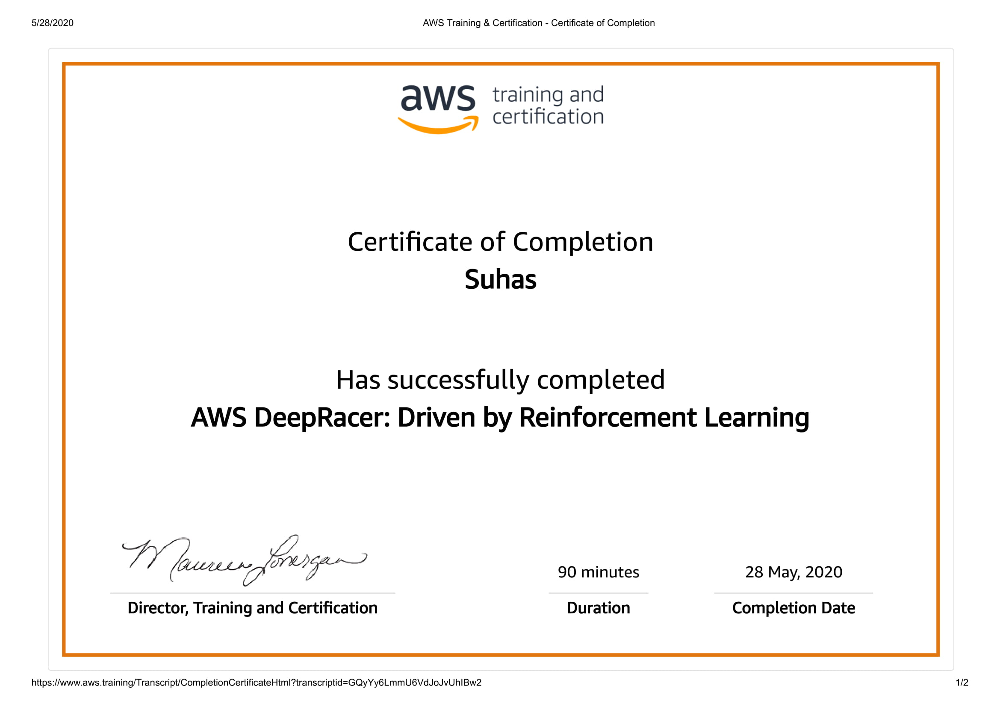 5/28/2020 AWS Training & Certification - Certificate of Completion
aws training and
certification
Certificate of Completion
Suhas
Has successfully completed
AWS DeepRacer: Driven by Reinforcement Learning
Maureen Lonergan
90 minutes 28 May, 2020
Director, Training and Certification Duration Completion Date
https://www.aws.training/Transcript/CompletionCertificateHtml?transcriptid=GQyYy6LmmU6VdJoJvUhIBw2 1/2